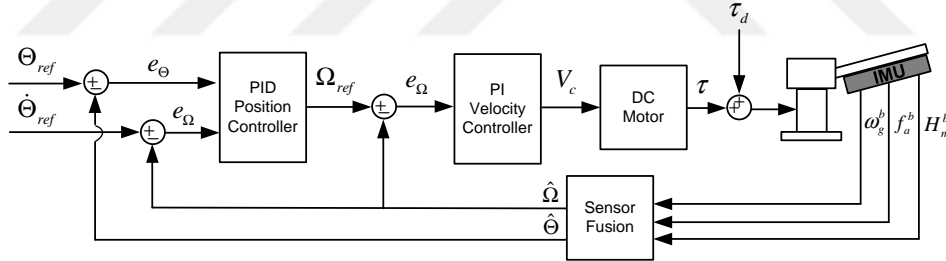 Θ_ref
Θ̇_ref
e_Θ
e_Ω
PID
Position
Controller
Ω_ref
e_Ω
PI
Velocity
Controller
V_c
DC
Motor
τ
τ_d
IMU
ω_g^b
f_a^b
H_m^b
Sensor
Fusion
Ω̂
Θ̂